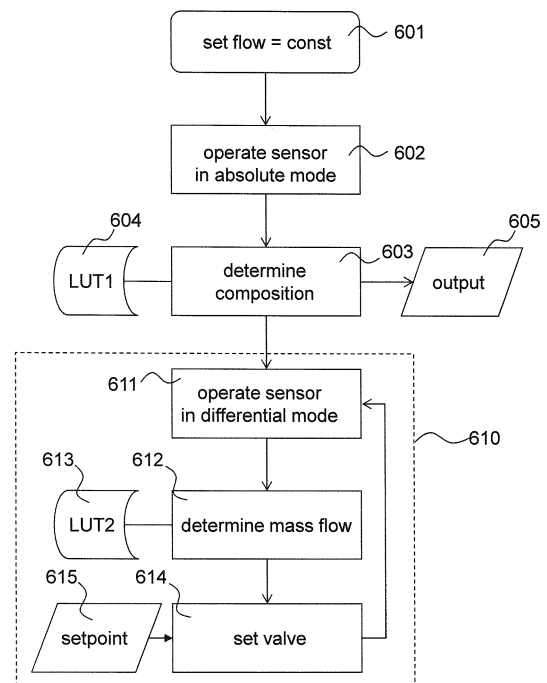 set flow = const
601
operate sensor
in absolute mode
602
604
LUT1
determine
composition
603
605
output
611
operate sensor
in differential mode
610
613
LUT2
612
determine mass flow
615
setpoint
614
set valve